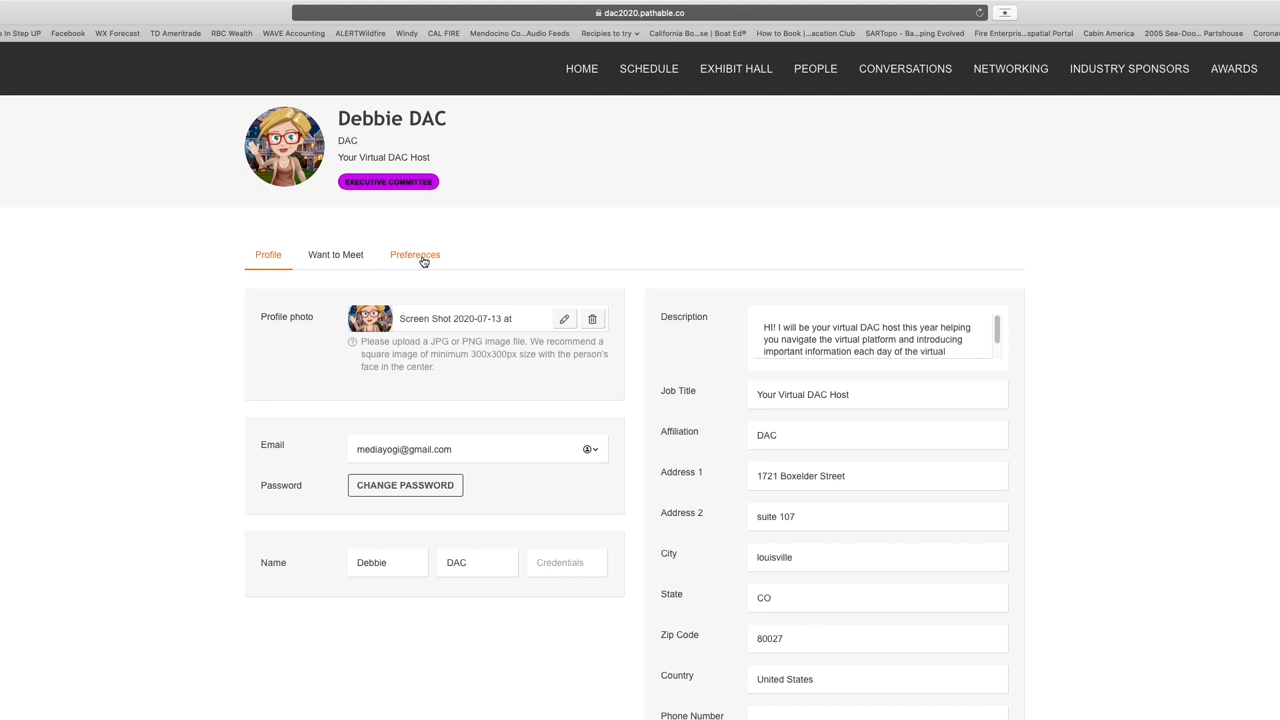 dac2020.pathable.co
p In Step UP Facebook WX Forecast TD Ameritrade RBC Wealth WAVE Accounting ALERTWildfire Windy CAL FIRE Mendocino Co...Audio Feeds Recipies to try California Bo...se | Boat Ed® How to Book |...acation Club SARTopo - Ba...ping Evolved Fire Enterpris...spatial Portal Cabin America 2005 Sea-Doo... Partshouse Corona
HOME SCHEDULE EXHIBIT HALL PEOPLE CONVERSATIONS NETWORKING INDUSTRY SPONSORS AWARDS
Debbie DAC
DAC
Your Virtual DAC Host
EXECUTIVE COMMITTEE
Profile Want to Meet Preferences
Profile photo
Screen Shot 2020-07-13 at
Please upload a JPG or PNG image file. We recommend a
square image of minimum 300x300px size with the person's
face in the center.
Email
mediayogi@gmail.com
Password
CHANGE PASSWORD
Name
Debbie
DAC
Credentials
Description
HI! I will be your virtual DAC host this year helping
you navigate the virtual platform and introducing
important information each day of the virtual
Job Title
Your Virtual DAC Host
Affiliation
DAC
Address 1
1721 Boxelder Street
Address 2
suite 107
City
louisville
State
CO
Zip Code
80027
Country
United States
Phone Number